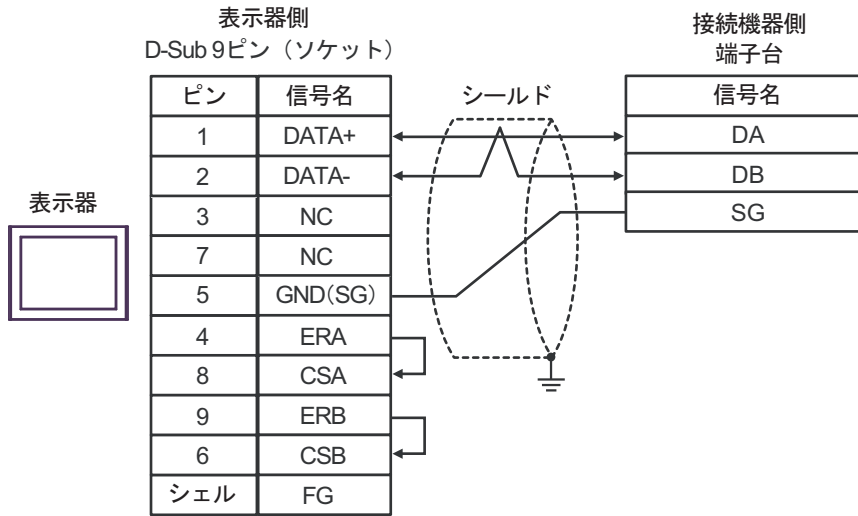 表示器側
D-Sub 9ピン（ソケット）
接続機器側
端子台
ピン 信号名 シールド 信号名
1 DATA+ DA
2 DATA- DB
表示器
3 NC SG
7 NC
5 GND(SG)
4 ERA
8 CSA
9 ERB
6 CSB
シェル FG